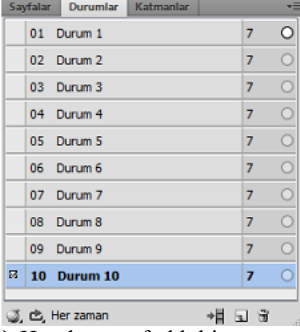 Sayfalar Durumlar Katmanlar
01 Durum 1 7
02 Durum 2 7
03 Durum 3 7
04 Durum 4 7
05 Durum 5 7
06 Durum 6 7
07 Durum 7 7
08 Durum 8 7
09 Durum 9 7
10 Durum 10 7
Her zaman